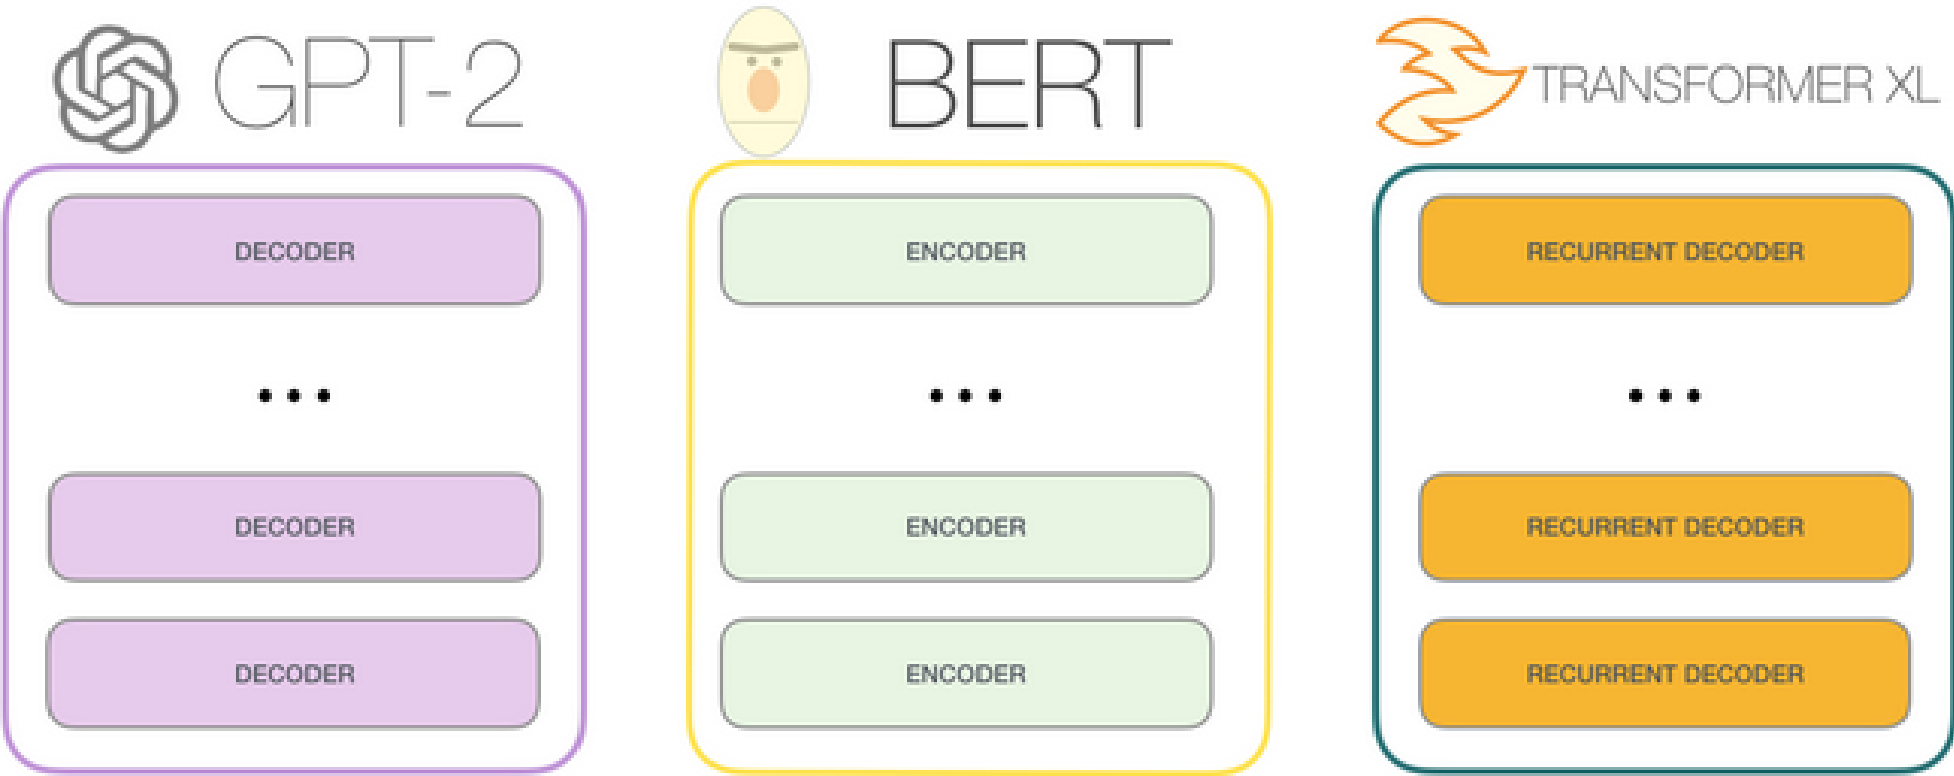 GPT-2
DECODER
...
DECODER
DECODER
BERT
ENCODER
...
ENCODER
ENCODER
TRANSFORMER XL
RECURRENT DECODER
...
RECURRENT DECODER
RECURRENT DECODER